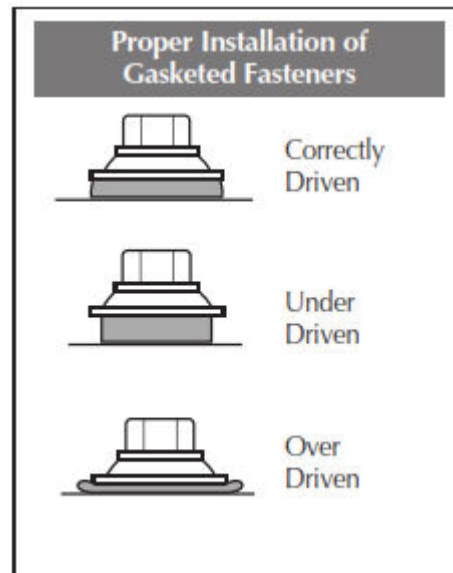 Proper Installation of
Gasketed Fasteners
Correctly
Driven
Under
Driven
Over
Driven